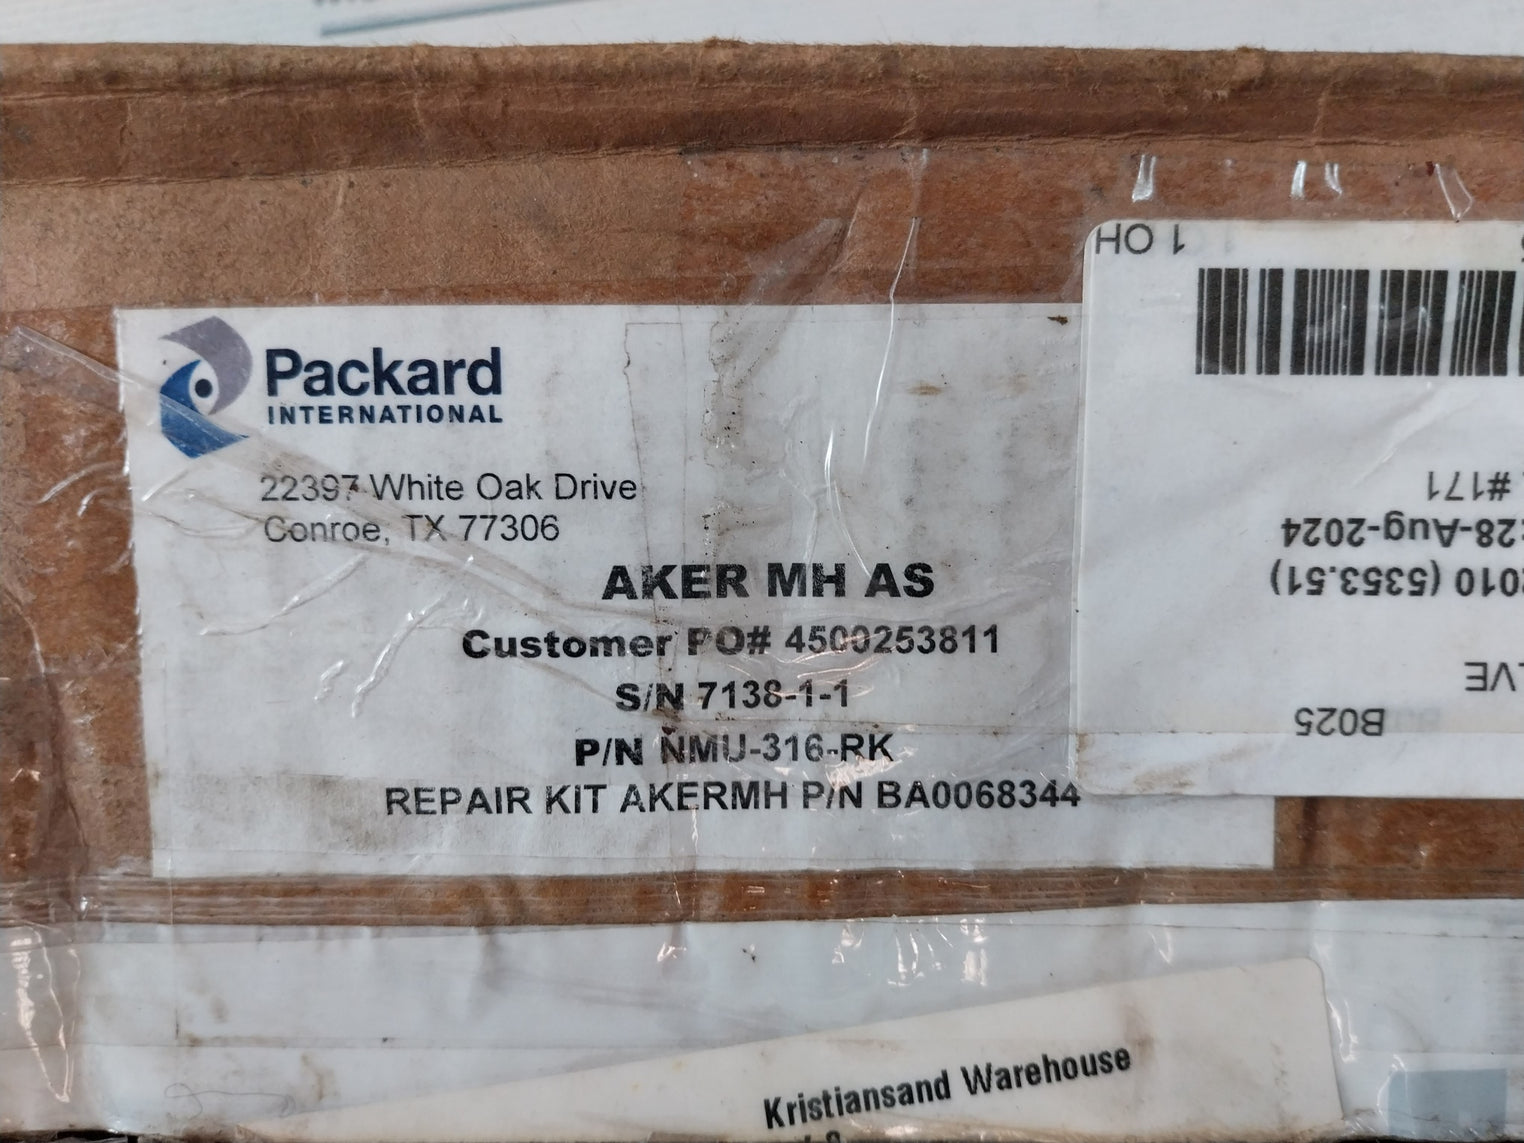 Packard
INTERNATIONAL
22397 White Oak Drive
Conroe, TX 77306
AKER MH AS
Customer PO# 4500253811
S/N 7138-1-1
P/N NMU-316-RK
REPAIR KIT AKERMH P/N BA0068344
B025
LVE
2010 (5353.51)
:28-Aug-2024
#171
1 OH
Kristiansand Warehouse